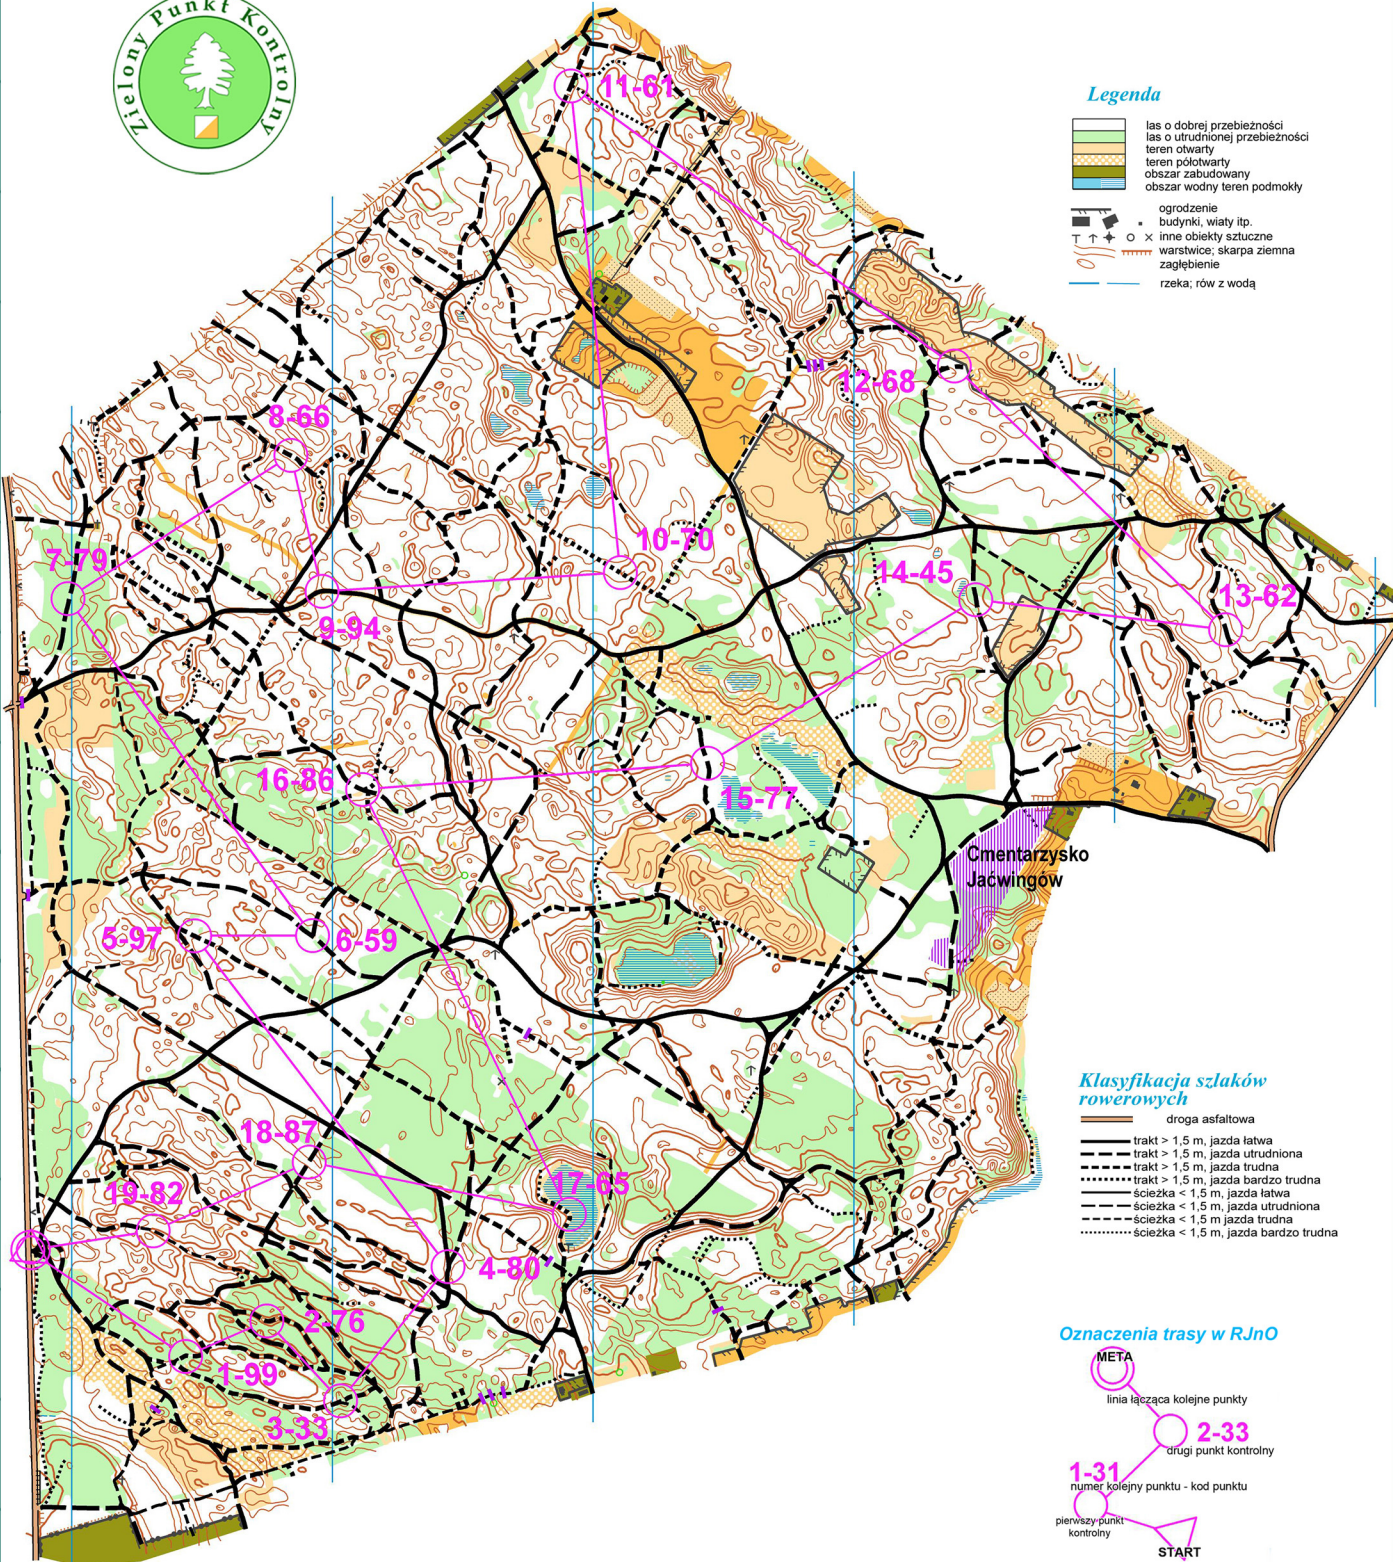 Zielony Punkt Kontrolny
11-61
Legenda
las o dobrej przebieżności
las o utrudnionej przebieżności
teren otwarty
teren półotwarty
obszar zabudowany
obszar wodny teren podmokły
ogrodzenie
budynki, wiaty itp.
inne obiekty sztuczne
warstwice; skarpa ziemna
zagłębienie
rzeka; rów z wodą
12-68
8-66
10-70
7-79
14-45
13-62
9-94
16-86
15-77
Cmentarzysko
Jaćwingów
5-97
6-59
Klasyfikacja szlaków
rowerowych
droga asfaltowa
trakt > 1,5 m, jazda łatwa
trakt > 1,5 m, jazda utrudniona
trakt > 1,5 m, jazda trudna
trakt > 1,5 m, jazda bardzo trudna
ścieżka < 1,5 m, jazda łatwa
ścieżka < 1,5 m, jazda utrudniona
ścieżka < 1,5 m jazda trudna
ścieżka < 1,5 m, jazda bardzo trudna
18-87
17-65
19-82
4-80
2-76
1-99
3-33
Oznaczenia trasy w RJnO
META
linia łącząca kolejne punkty
2-33
drugi punkt kontrolny
1-31
numer kolejny punktu - kod punktu
pierwszy punkt
kontrolny
START